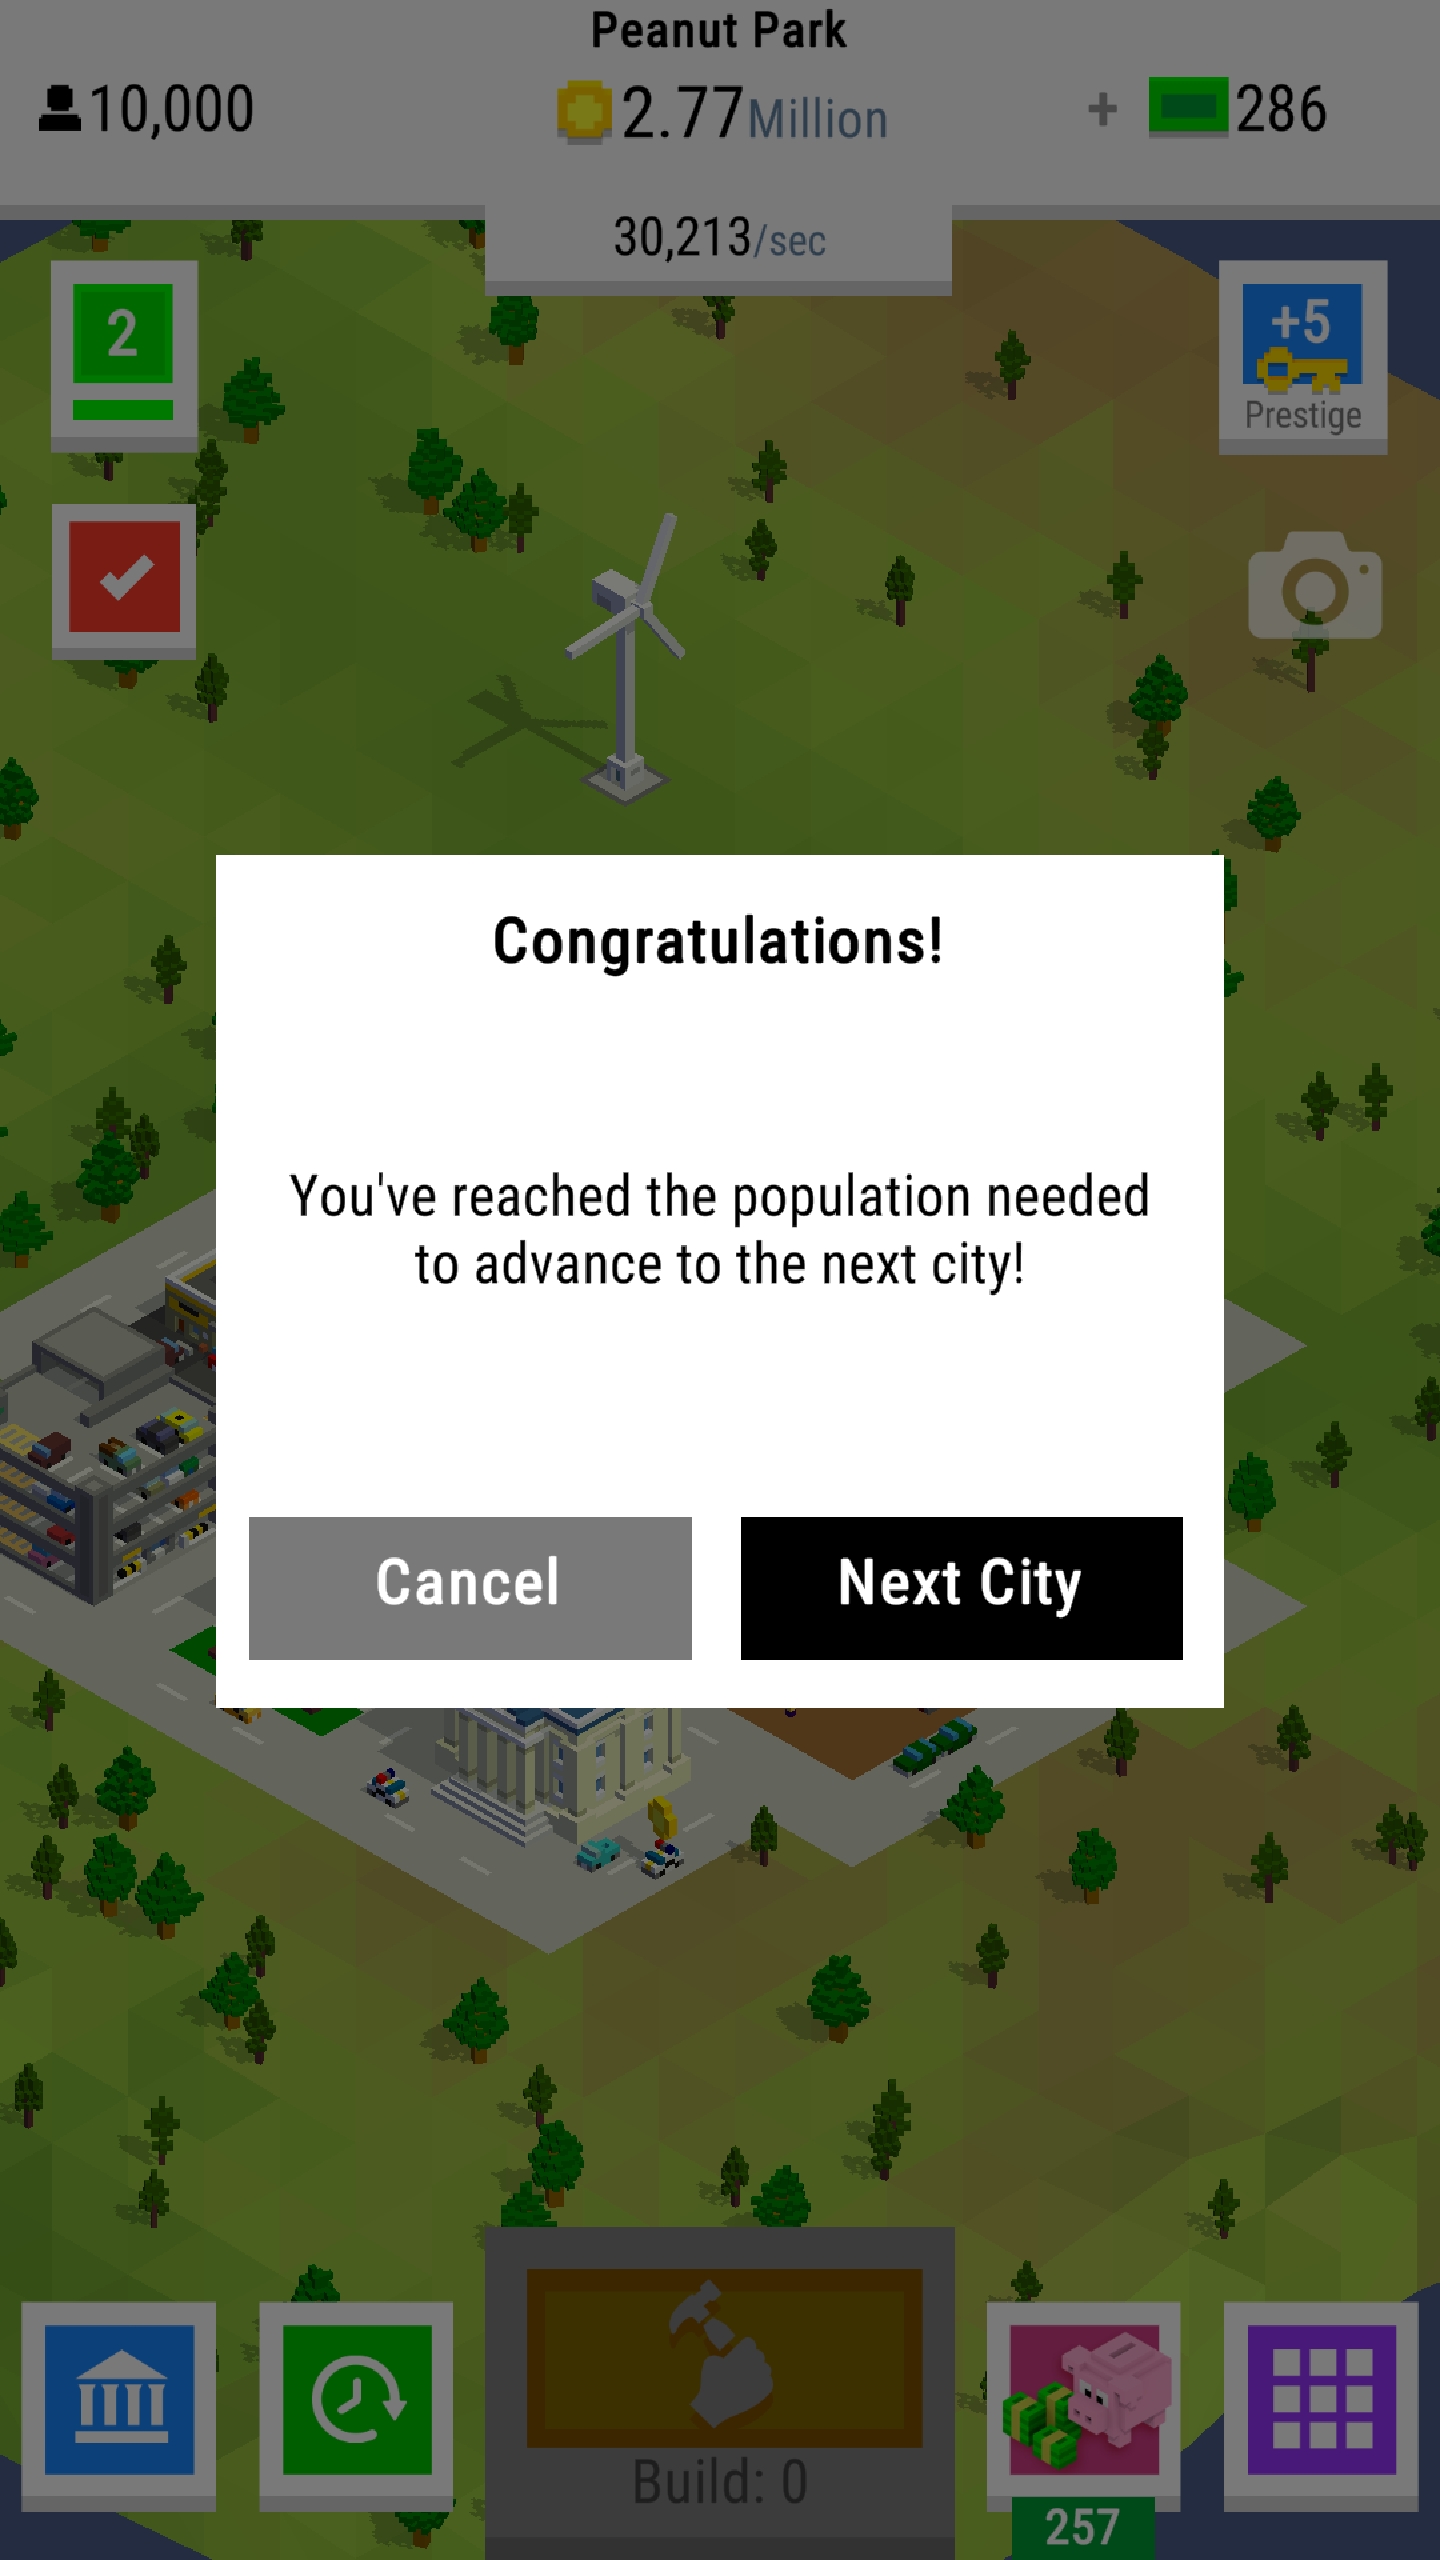 Peanut Park
10,000
2.77Million
+ 286
30,213/sec
2
+5
Prestige
Congratulations!
You've reached the population needed
to advance to the next city!
Cancel
Next City
Build: 0
257